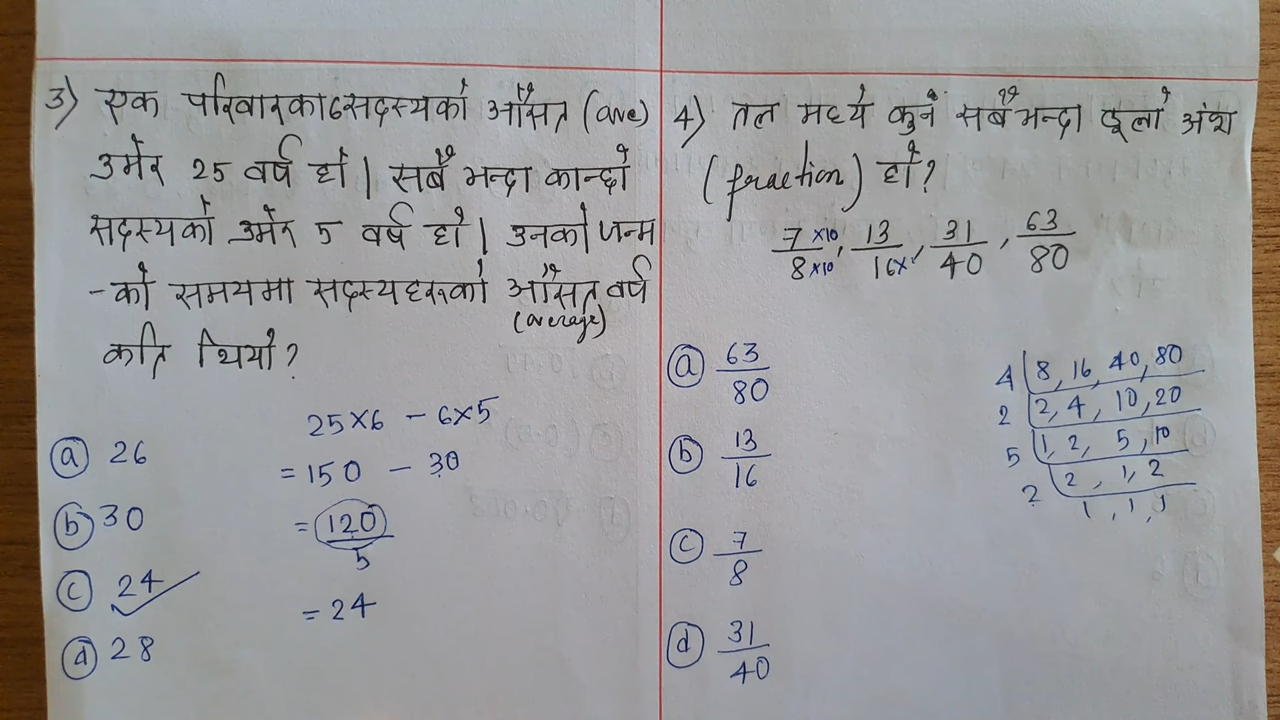 3) एक परिवारका 6 सदस्यको औसत (ave)
उमेर 25 वर्ष हो । सबै भन्दा कान्छो
सदस्यको उमेर 5 वर्ष हो । उनको जन्म
-को समयमा सदस्यहरुको औसत वर्ष
(average)
कति थियो?
25×6 - 6×5
= 150 - 30
= 120
5
= 24
ⓐ 26
ⓑ 30
ⓒ 24 ✓
ⓓ 28
4) तल मध्ये कुन सबै भन्दा ठूलो अंश
(fraction) हो?
7×10/8×10, 13/16×, 31/40, 63/80
ⓐ 63/80
ⓑ 13/16
ⓒ 7/8
ⓓ 31/40
4 | 8, 16, 40, 80
2 | 2, 4, 10, 20
5 | 1, 2, 5, 10
2 | 2, 1, 2
1, 1, 1